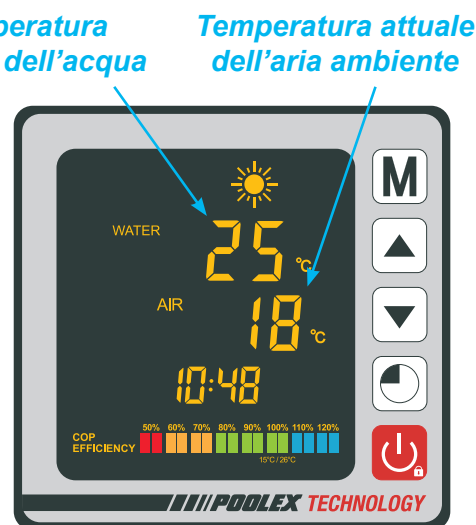 peratura
dell'acqua
Temperatura attuale
dell'aria ambiente
M
WATER
25 °C
AIR
18 °C
10:48
50% 60% 70% 80% 90% 100% 110% 120%
COP
EFFICIENCY
15°C / 26°C
POOLEX TECHNOLOGY